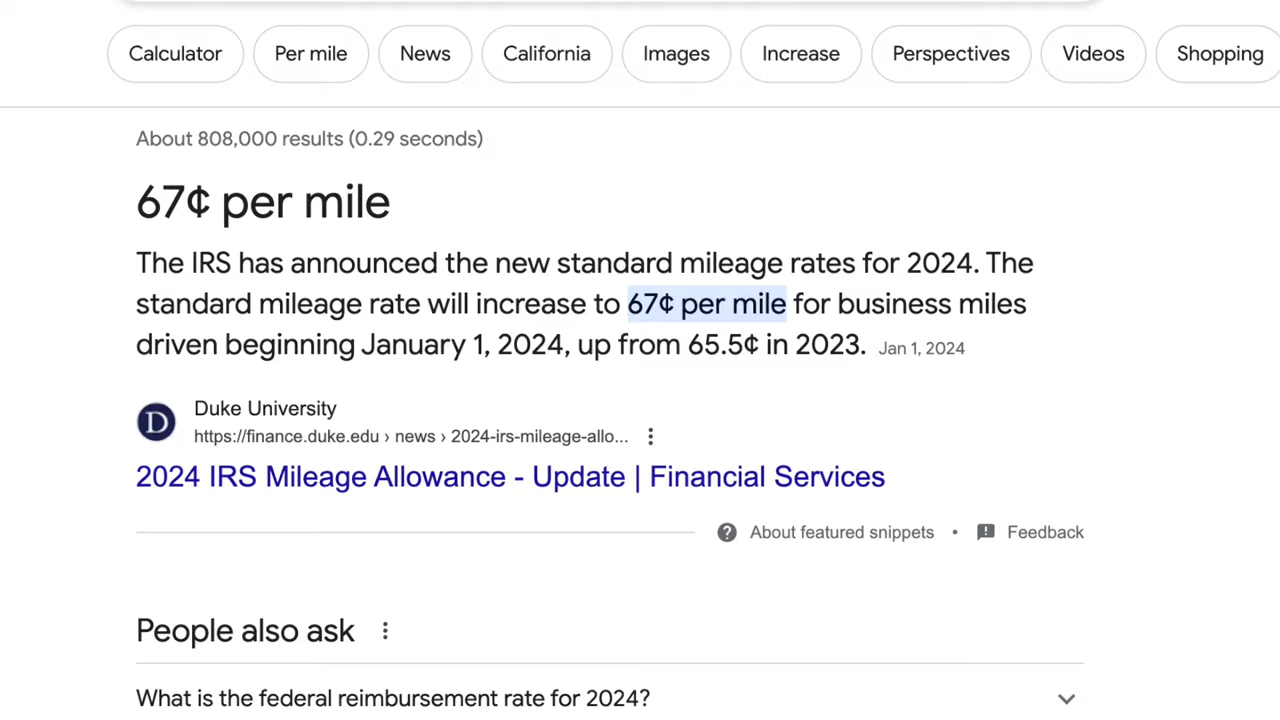 Calculator
Per mile
News
California
Images
Increase
Perspectives
Videos
Shopping
About 808,000 results (0.29 seconds)
67¢ per mile
The IRS has announced the new standard mileage rates for 2024. The
standard mileage rate will increase to 67¢ per mile for business miles
driven beginning January 1, 2024, up from 65.5¢ in 2023. Jan 1, 2024
D
Duke University
https://finance.duke.edu › news › 2024-irs-mileage-allo...
2024 IRS Mileage Allowance - Update | Financial Services
About featured snippets • Feedback
People also ask
What is the federal reimbursement rate for 2024?